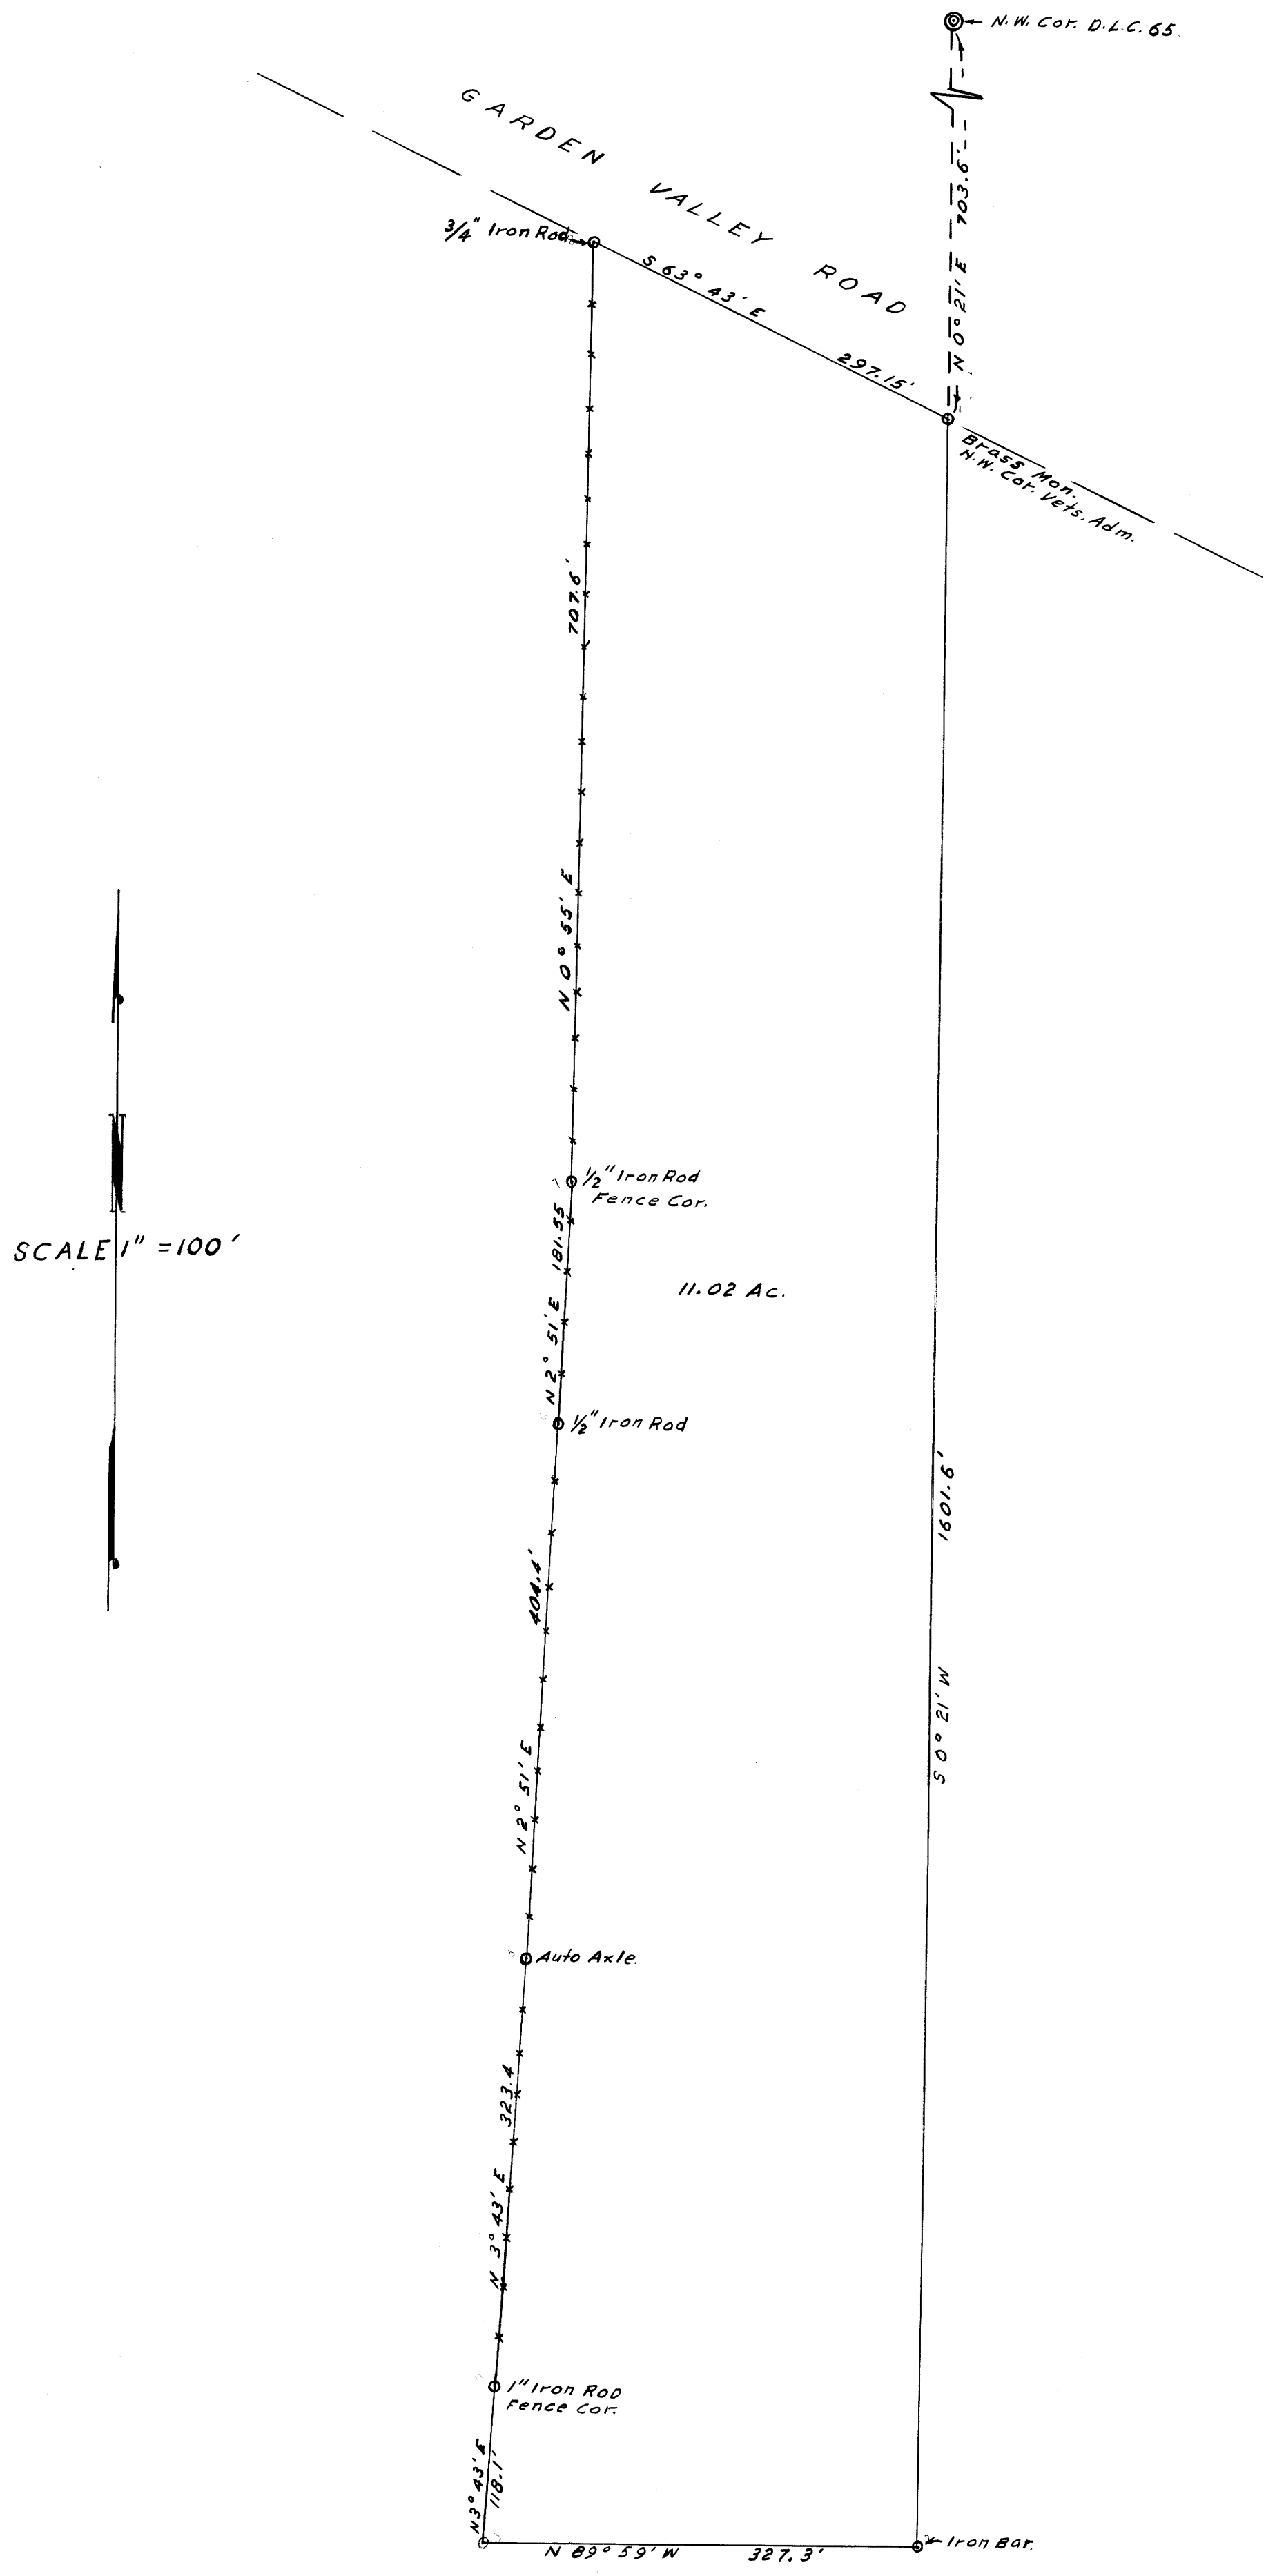 N.W. Cor. D.L.C. 65
GARDEN VALLEY ROAD
3/4" Iron Rod
S 63° 43' E 297.15'
N 0° 21' E 703.6'
Brass Mon.
N.W. Cor. Vets. Adm.
N 0° 55' E 707.6'
1/2" Iron Rod
Fence Cor.
N 2° 51' E 181.55
SCALE 1" = 100'
N
11.02 Ac.
1/2" Iron Rod
S 0° 21' W 1601.6'
N 2° 51' E 404.4'
Auto Axle.
N 3° 43' E 323.4
1" Iron Rod
Fence Cor.
N 3° 43' E
118.1'
Iron Bar.
N 89° 59' W 327.3'